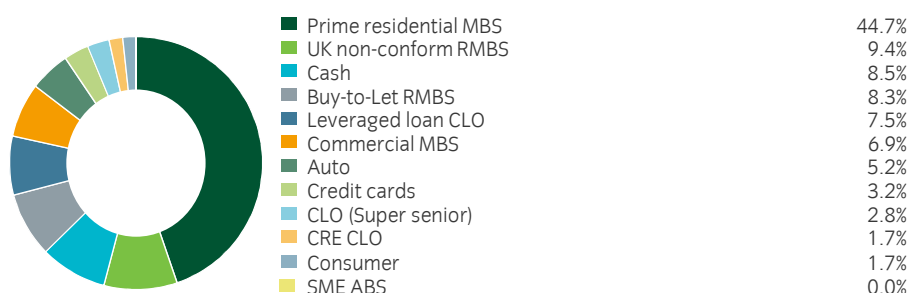 Prime residential MBS 44.7%
UK non-conform RMBS 9.4%
Cash 8.5%
Buy-to-Let RMBS 8.3%
Leveraged loan CLO 7.5%
Commercial MBS 6.9%
Auto 5.2%
Credit cards 3.2%
CLO (Super senior) 2.8%
CRE CLO 1.7%
Consumer 1.7%
SME ABS 0.0%